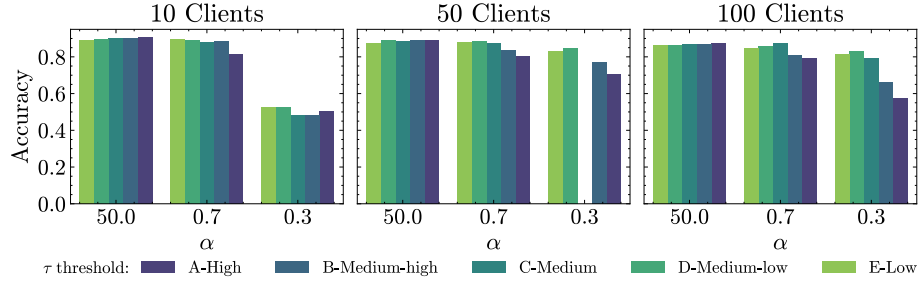 10 Clients 50 Clients 100 Clients
Accuracy
0.8
0.6
0.4
0.2
0.0
50.0 0.7 0.3 50.0 0.7 0.3 50.0 0.7 0.3
α α α
τ threshold: A-High B-Medium-high C-Medium D-Medium-low E-Low